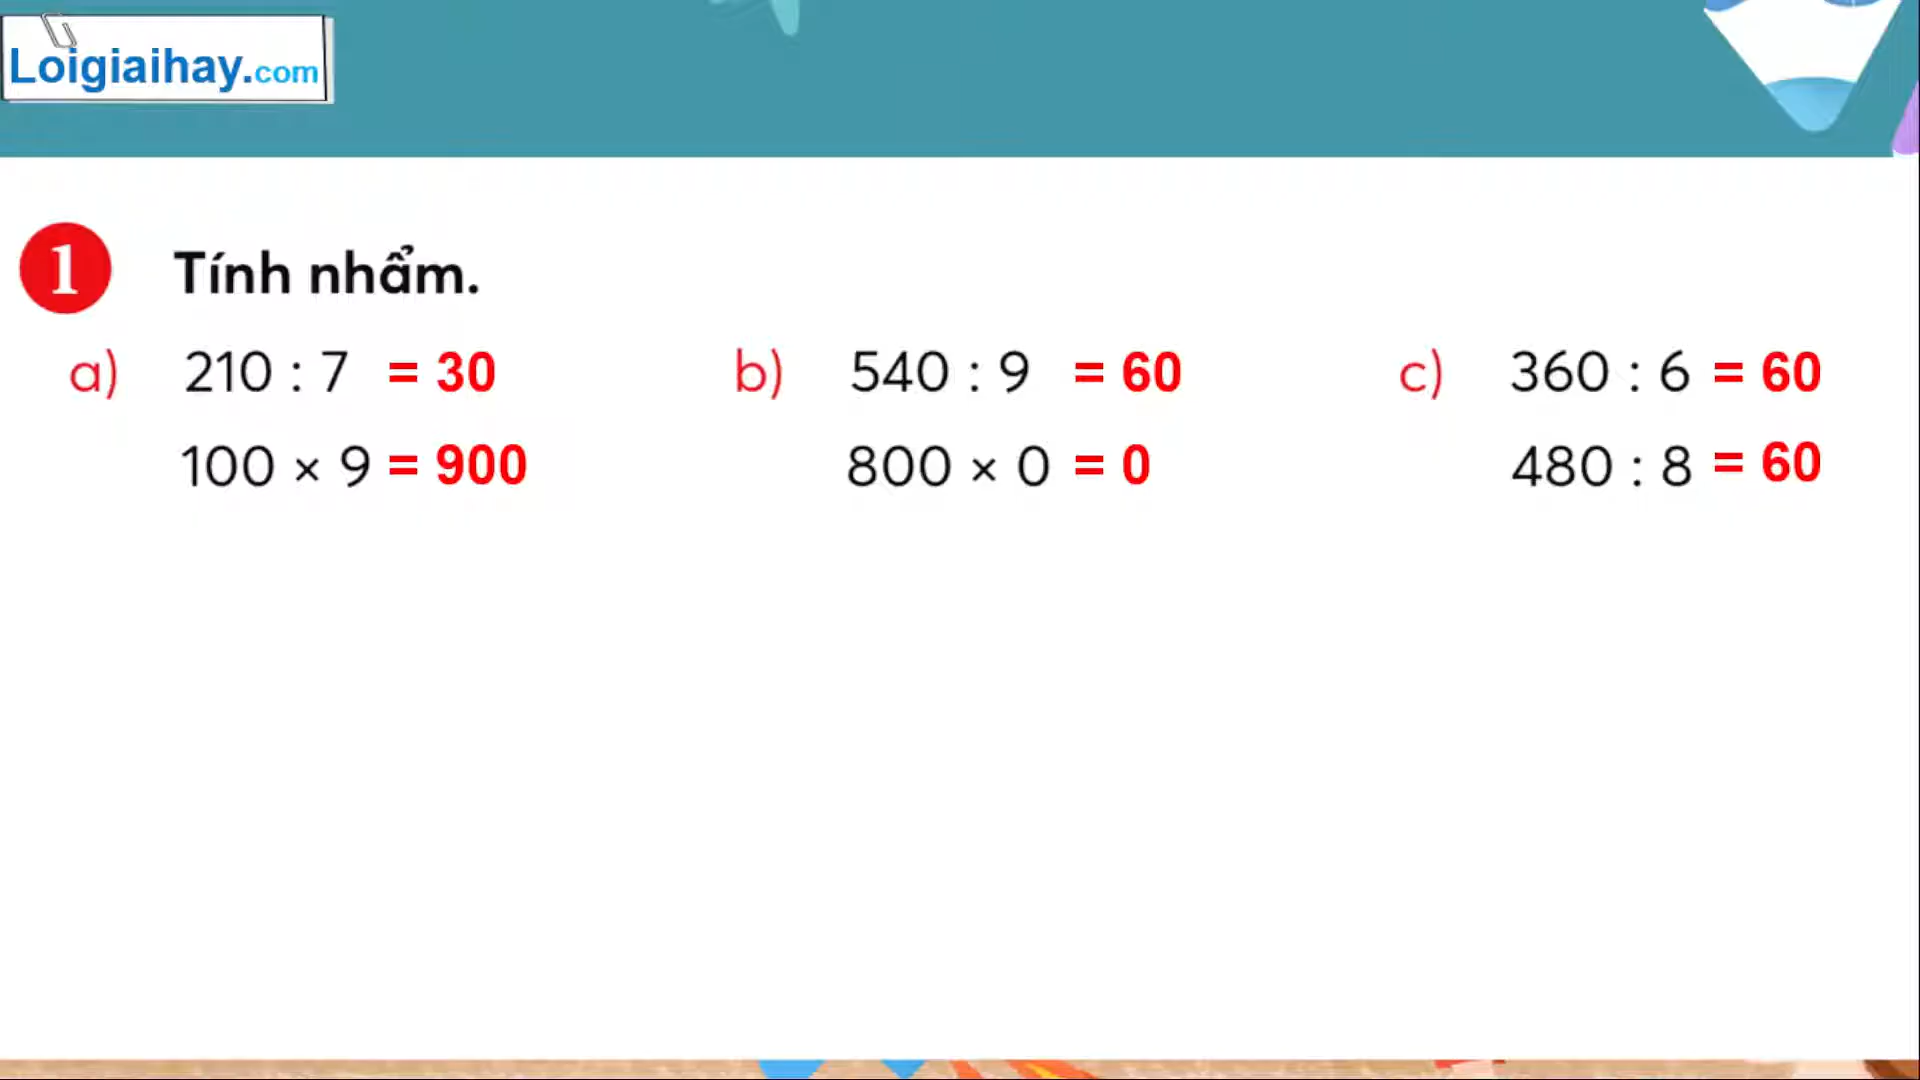 Loigiaihay.com
1 Tính nhẩm.
a) 210 : 7 = 30 b) 540 : 9 = 60 c) 360 : 6 = 60
100 × 9 = 900 800 × 0 = 0 480 : 8 = 60